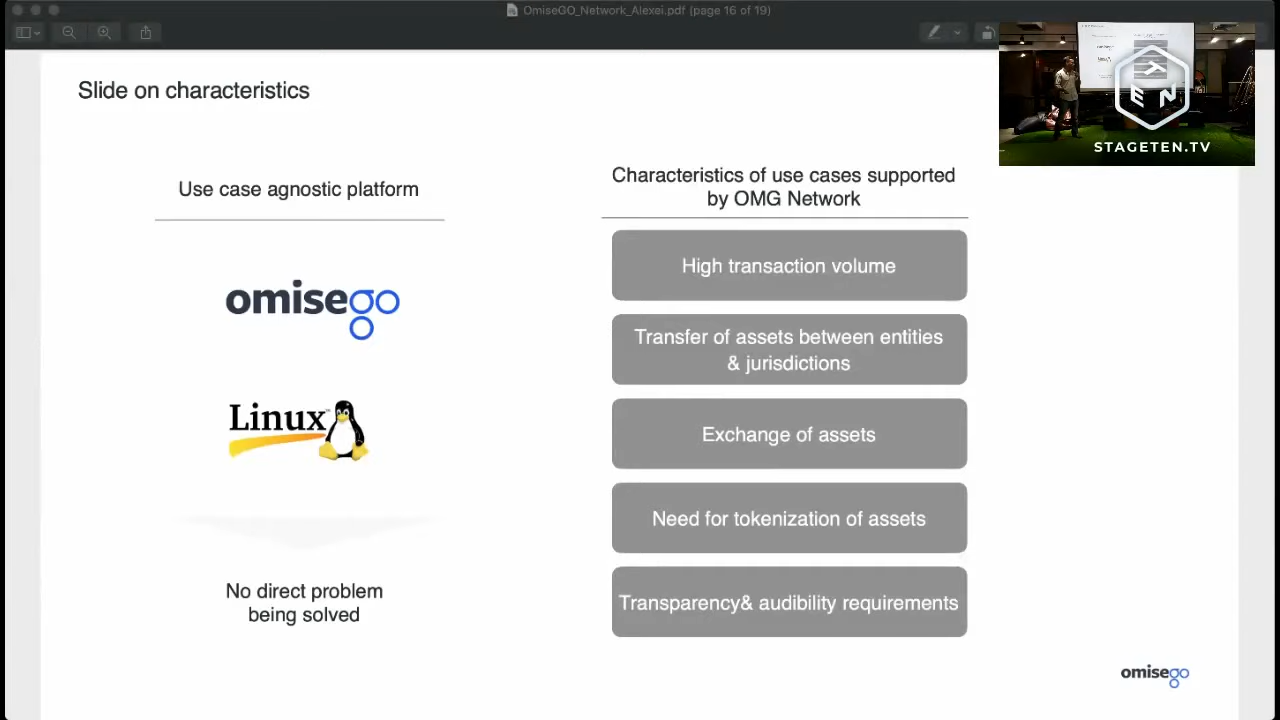 OmiseGO_Network_Alexei.pdf (page 16 of 19)
Slide on characteristics
Use case agnostic platform
omisego
Linux™
No direct problem
being solved
Characteristics of use cases supported
by OMG Network
High transaction volume
Transfer of assets between entities
& jurisdictions
Exchange of assets
Need for tokenization of assets
Transparency& audibility requirements
TEN
STAGETEN.TV
omisego